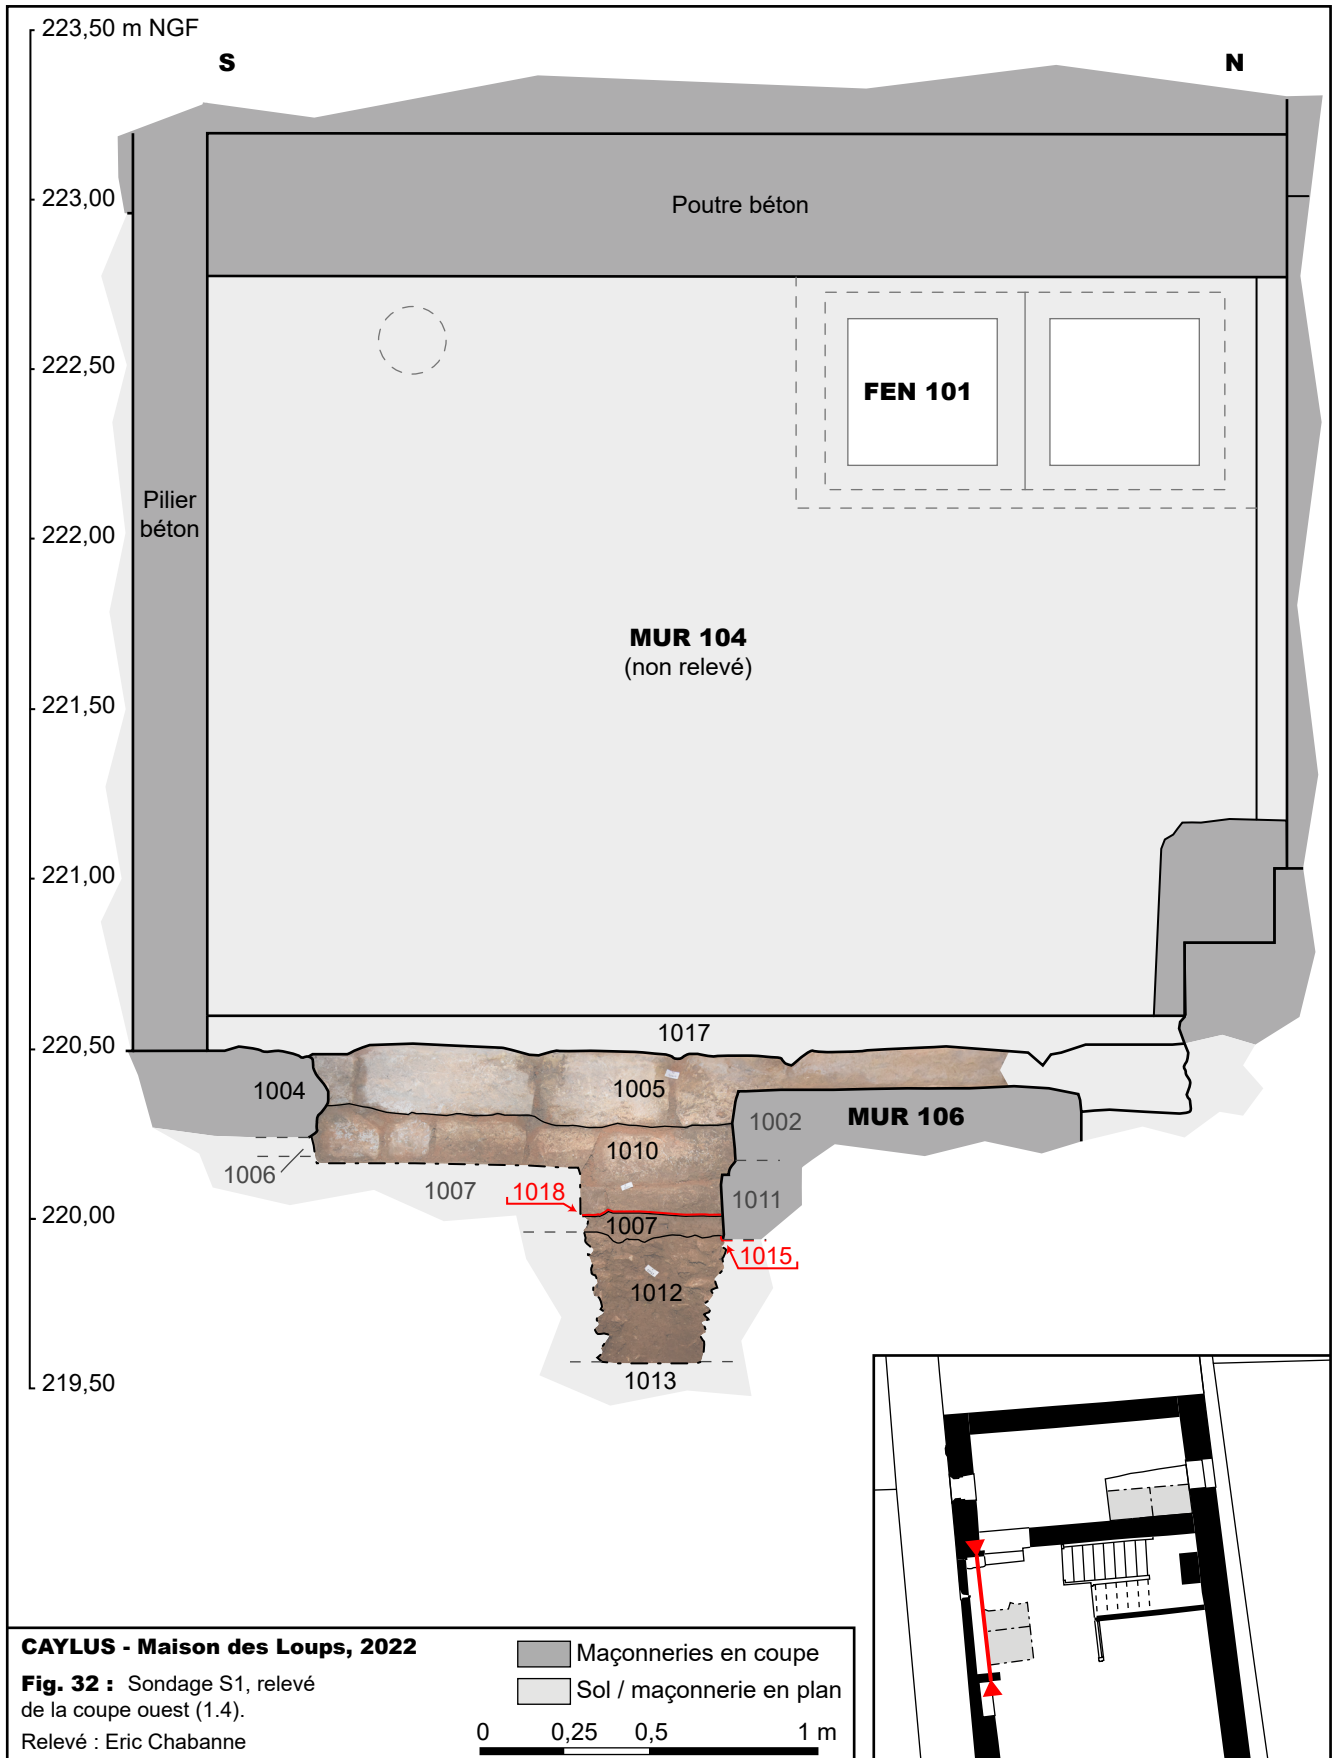 223,50 m NGF
S
N
223,00
Poutre béton
222,50
FEN 101
Pilier
béton
222,00
MUR 104
(non relevé)
221,50
221,00
1017
220,50
1004
1005
1002
MUR 106
1010
1006
1007
1018
1011
220,00
1007
1015
1012
219,50
1013
CAYLUS - Maison des Loups, 2022
Fig. 32 : Sondage S1, relevé
de la coupe ouest (1.4).
Relevé : Eric Chabanne
Maçonneries en coupe
Sol / maçonnerie en plan
0 0,25 0,5 1 m